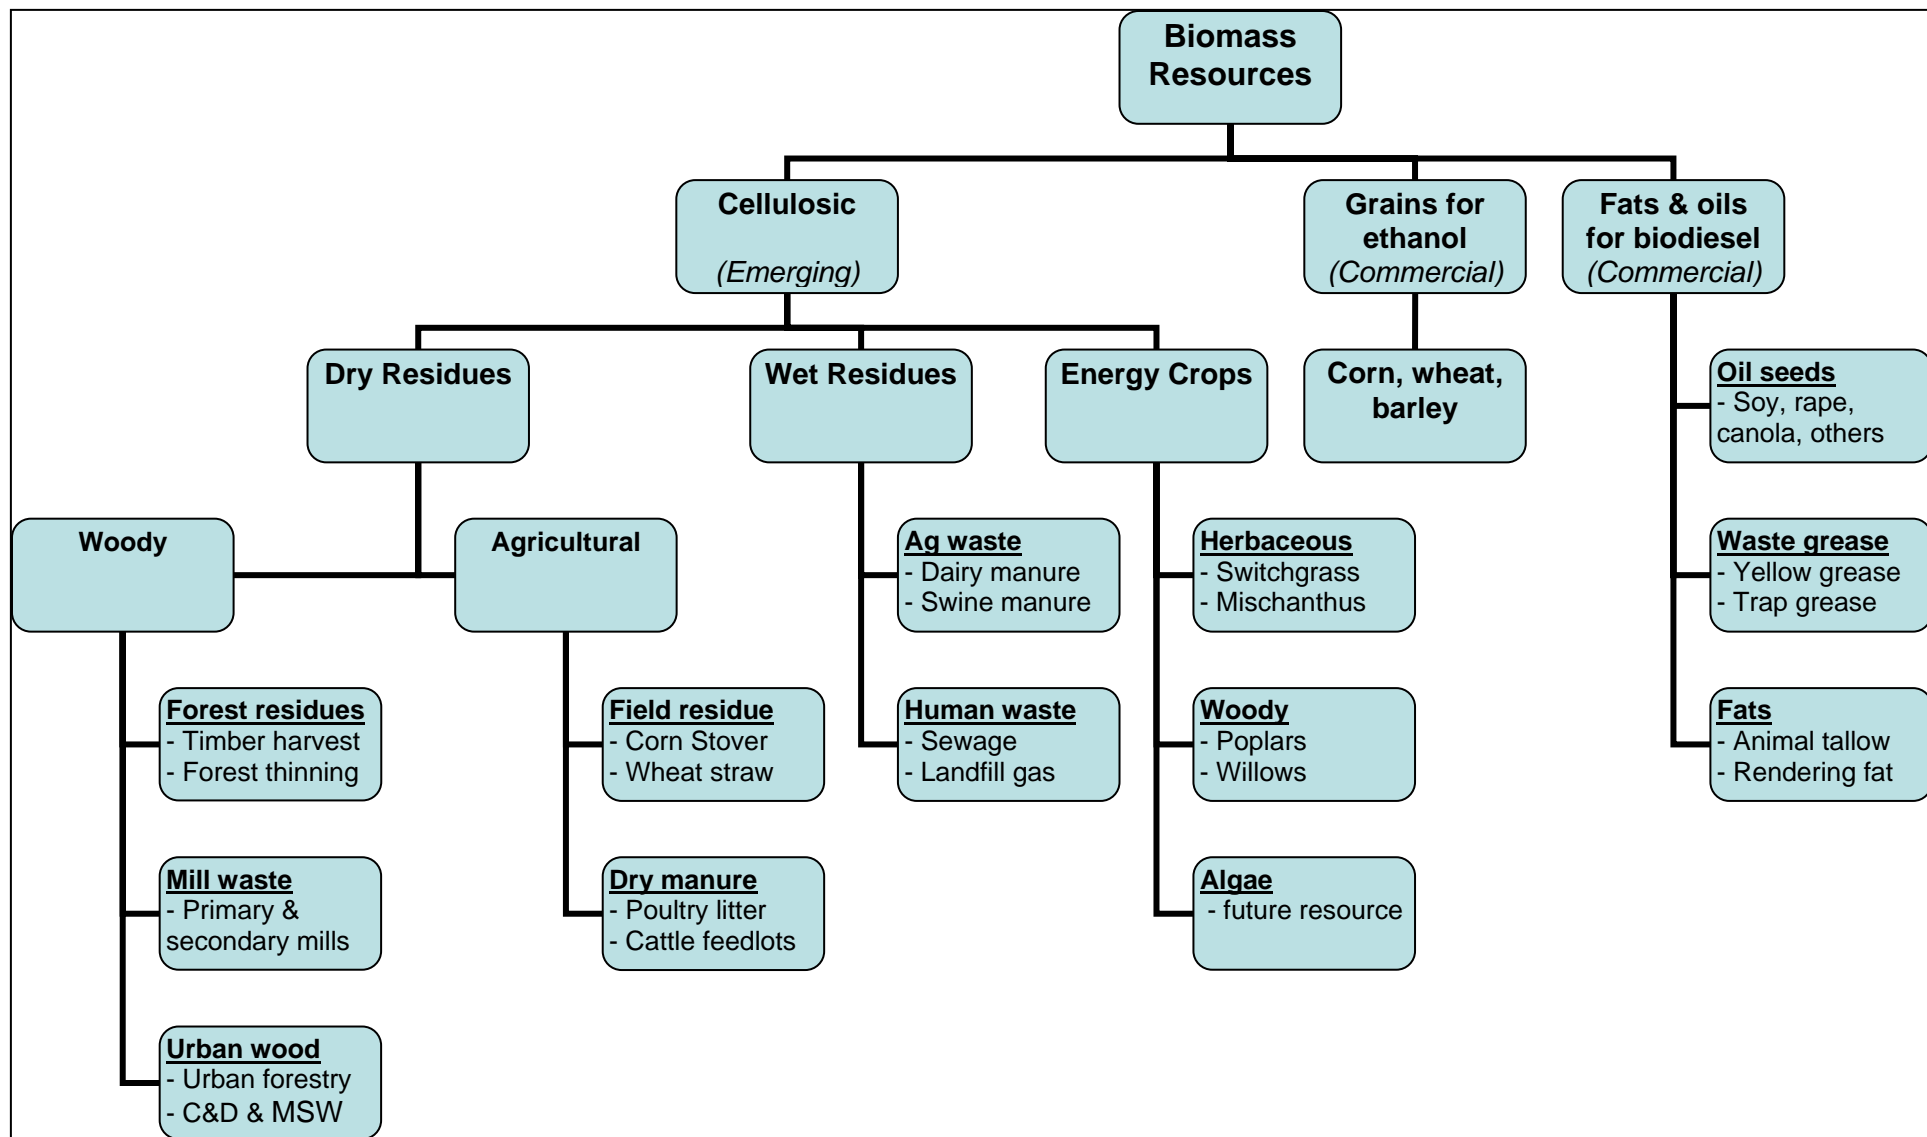 Biomass
Resources
Cellulosic
(Emerging)
Grains for
ethanol
(Commercial)
Fats & oils
for biodiesel
(Commercial)
Dry Residues
Wet Residues
Energy Crops
Corn, wheat,
barley
Oil seeds
- Soy, rape,
canola, others
Woody
Agricultural
Ag waste
- Dairy manure
- Swine manure
Herbaceous
- Switchgrass
- Mischanthus
Waste grease
- Yellow grease
- Trap grease
Forest residues
- Timber harvest
- Forest thinning
Field residue
- Corn Stover
- Wheat straw
Human waste
- Sewage
- Landfill gas
Woody
- Poplars
- Willows
Fats
- Animal tallow
- Rendering fat
Mill waste
- Primary &
secondary mills
Dry manure
- Poultry litter
- Cattle feedlots
Algae
- future resource
Urban wood
- Urban forestry
- C&D & MSW